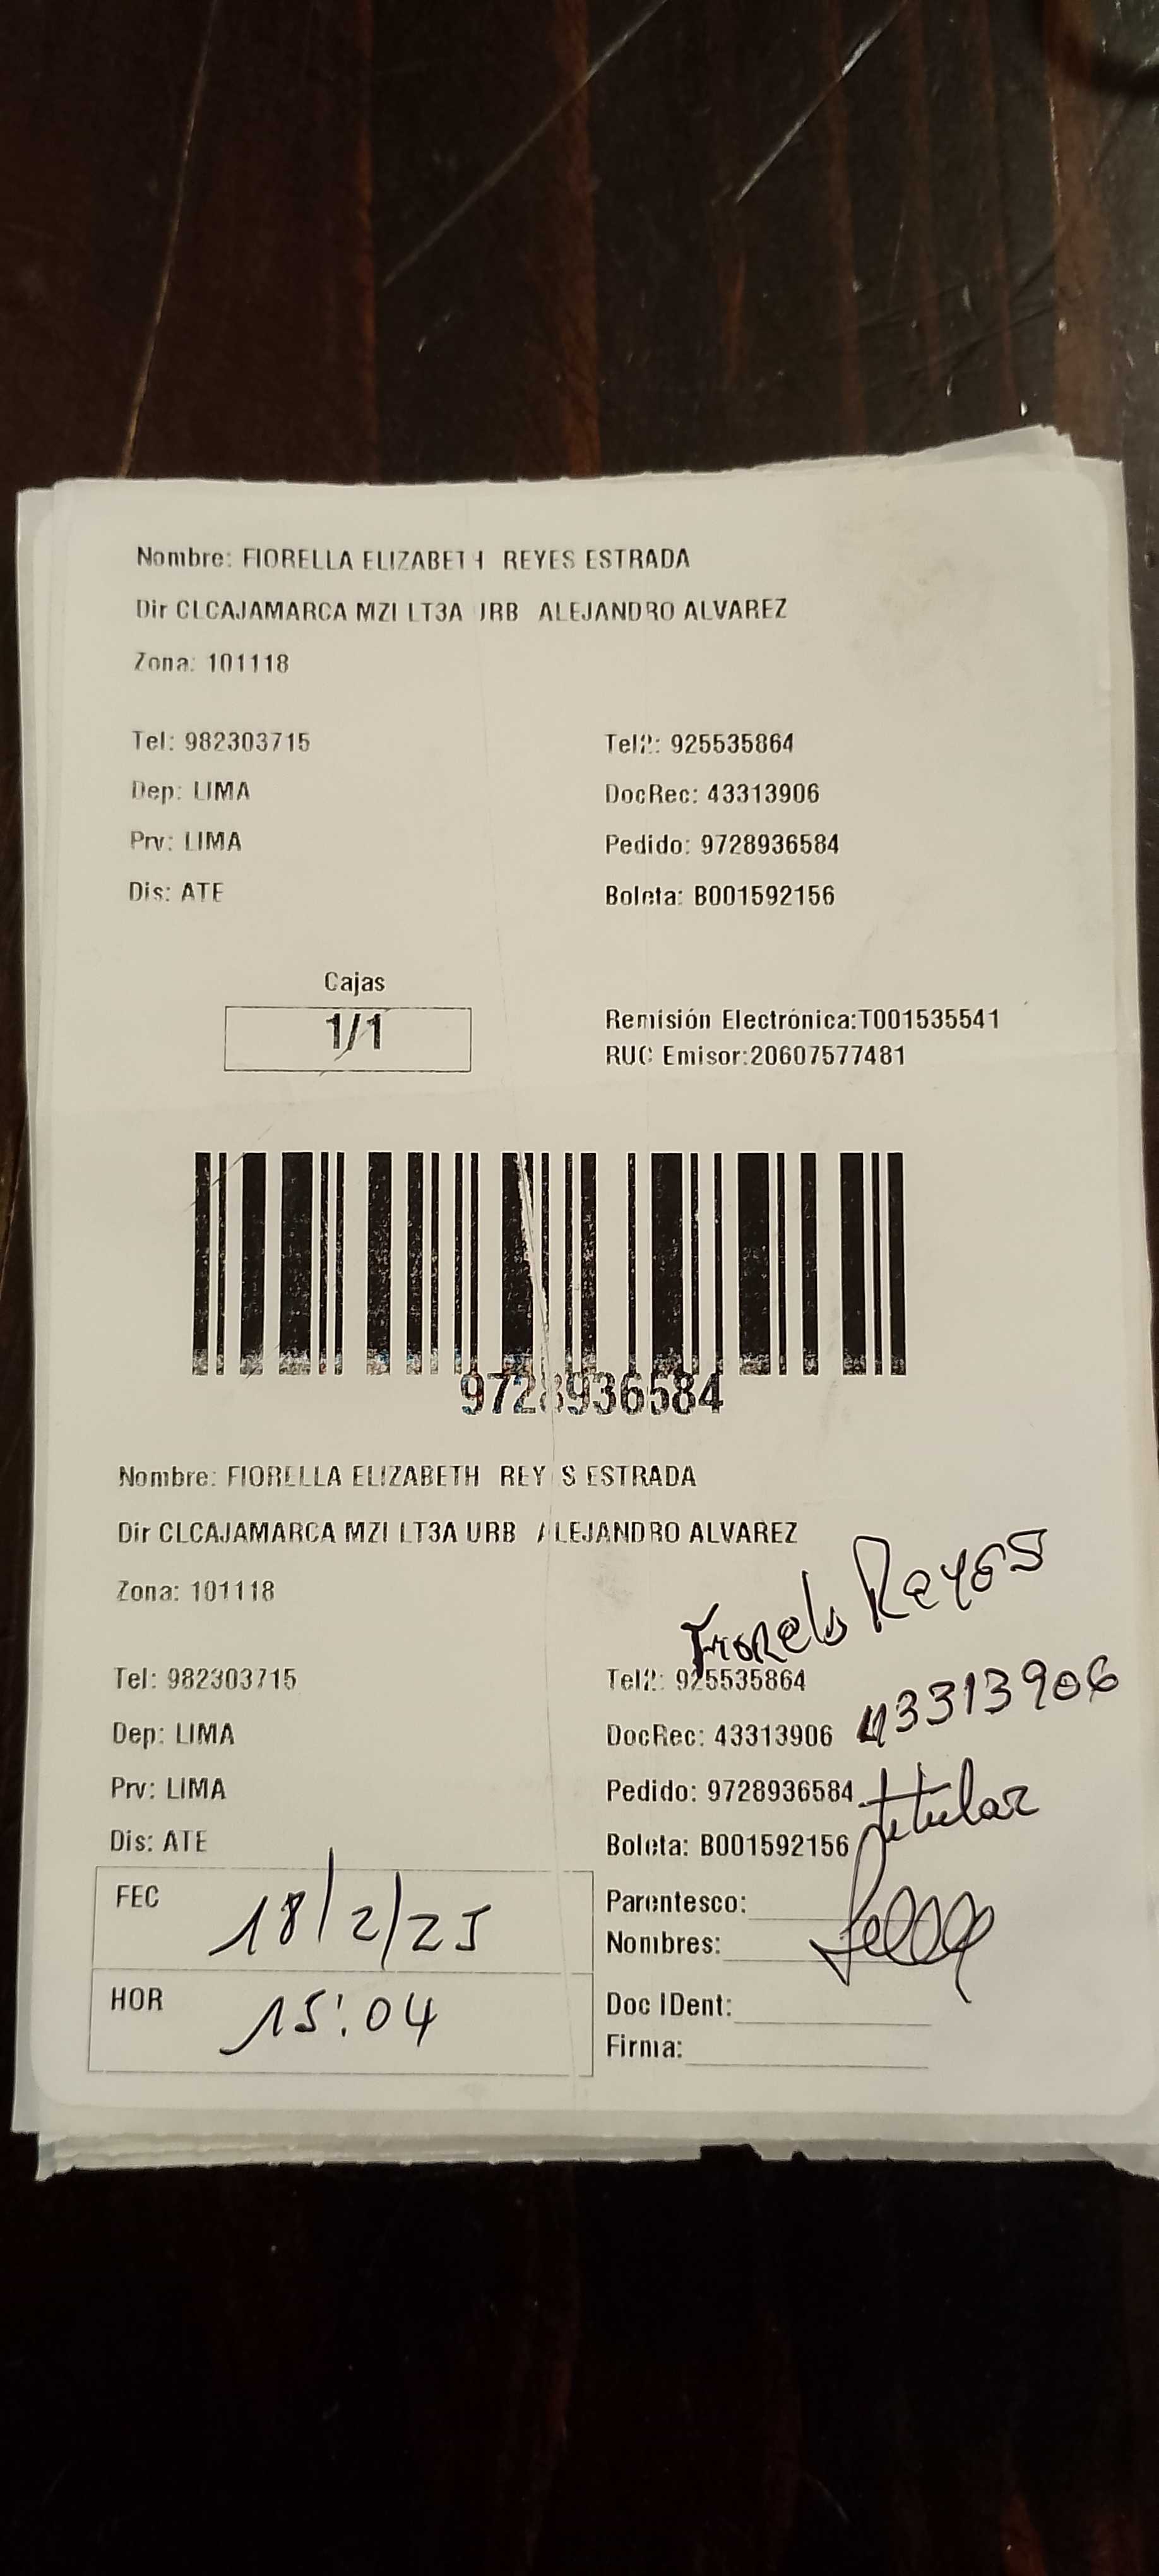 Nombre: FIORELLA ELIZABETH REYES ESTRADA
Dir CLCAJAMARCA MZI LT3A URB ALEJANDRO ALVAREZ
Zona: 101118
Tel: 982303715 Tel2: 925535864
Dep: LIMA DocRec: 43313906
Prv: LIMA Pedido: 9728936584
Dis: ATE Boleta: B001592156
Cajas
1/1
Remisión Electrónica:T001535541
RUC Emisor:20607577481
9728936584
Nombre: FIORELLA ELIZABETH REYES ESTRADA
Dir CLCAJAMARCA MZI LT3A URB ALEJANDRO ALVAREZ
Zona: 101118
Reyes
Tel: 982303715 Tel2: 925535864
Dep: LIMA DocRec: 43313906 43313906
Prv: LIMA Pedido: 9728936584 titular
Dis: ATE Boleta: B001592156
FEC 18/2/25 Parentesco:
Nombres:
HOR 15:04 Doc IDent:
Firma: